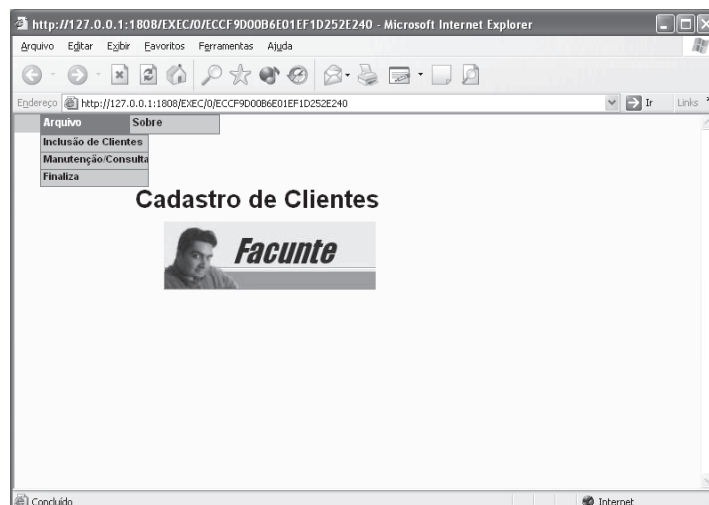 http://127.0.0.1:1808/EXEC/0/ECCF9D00B6E01EF1D252E240 - Microsoft Internet Explorer
Arquivo Editar Exibir Favoritos Ferramentas Ajuda
Endereço http://127.0.0.1:1808/EXEC/0/ECCF9D00B6E01EF1D252E240 Ir Links
Arquivo Sobre
Inclusão de Clientes
Manutenção/Consulta
Finaliza
Cadastro de Clientes
Facunte
Concluído Internet